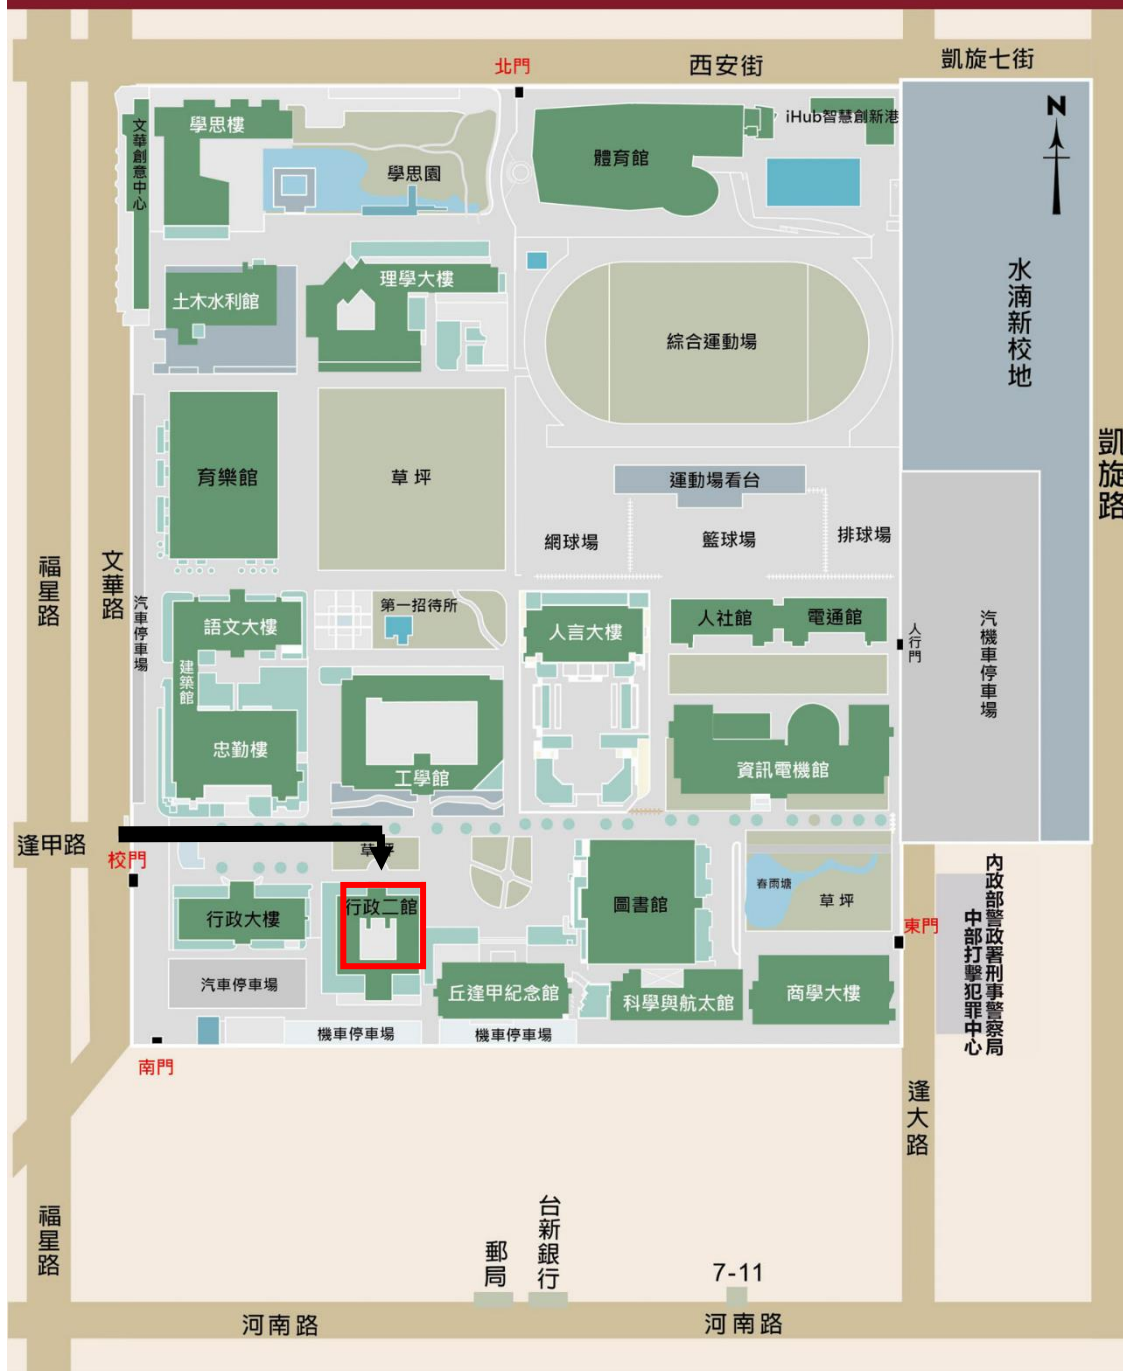 西安街
凱旋七街
北門
文華創意中心
學思樓
學思園
體育館
iHub智慧創新港
N
土木水利館
理學大樓
綜合運動場
水湳新校地
凱旋路
育樂館
草坪
運動場看台
網球場
籃球場
排球場
福星路
文華路
汽車停車場
語文大樓
第一招待所
人言大樓
人社館
電通館
人行門
汽機車停車場
建築館
忠勤樓
工學館
資訊電機館
逢甲路
校門
草坪
行政大樓
行政二館
圖書館
春雨塘
草坪
東門
內政部警政署刑事警察局
中部打擊犯罪中心
汽車停車場
丘逢甲紀念館
科學與航太館
商學大樓
機車停車場
機車停車場
南門
逢大路
福星路
郵局
台新銀行
7-11
河南路
河南路